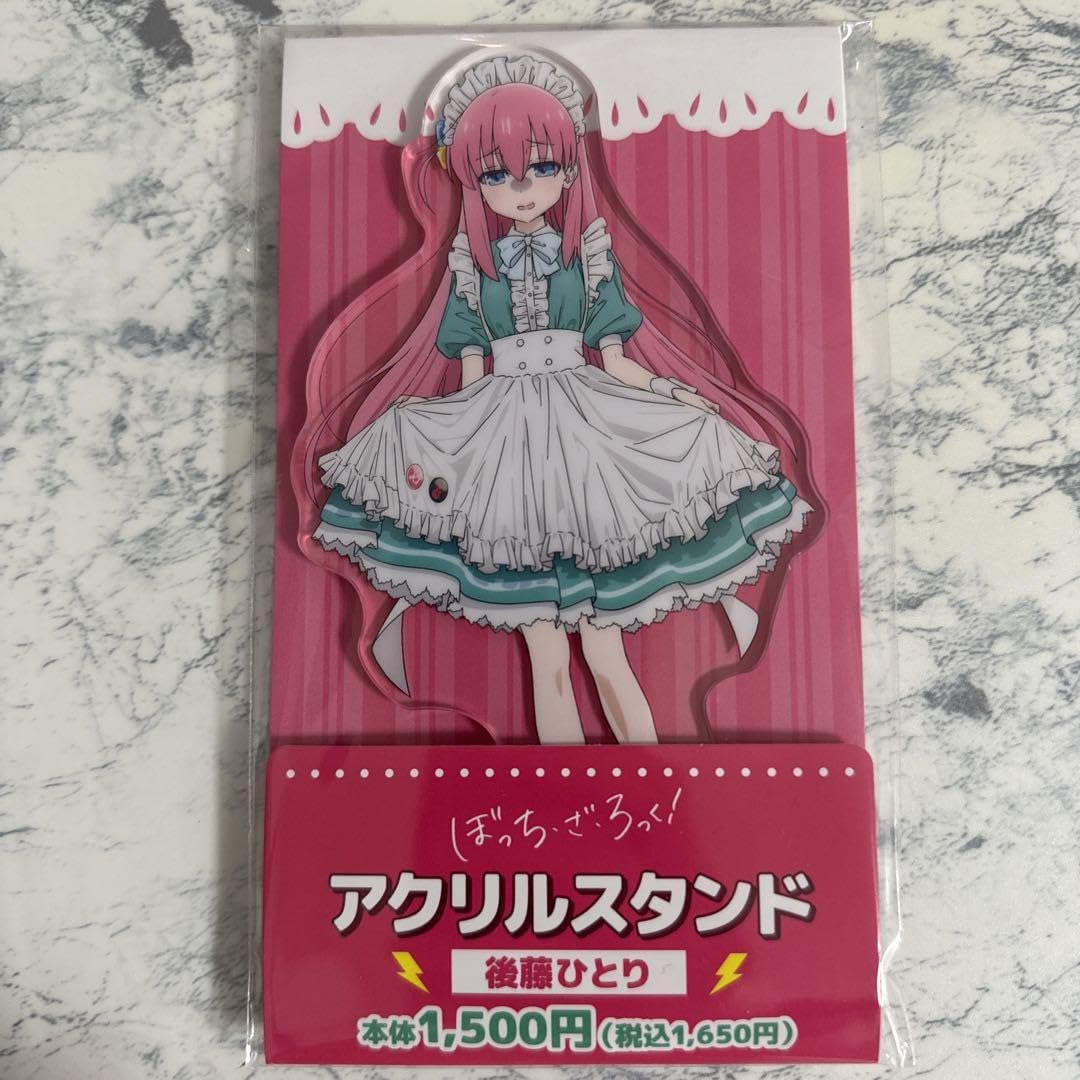 ぼっち・ざ・ろっく!
アクリルスタンド
後藤ひとり
本体1,500円(税込1,650円)